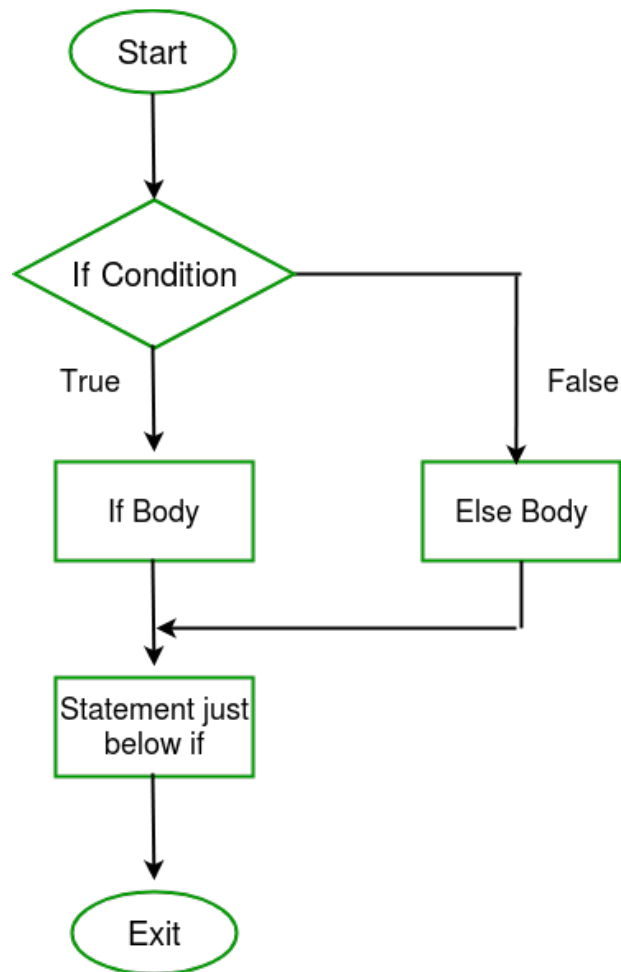 Start
If Condition
True
False
If Body
Else Body
Statement just
below if
Exit